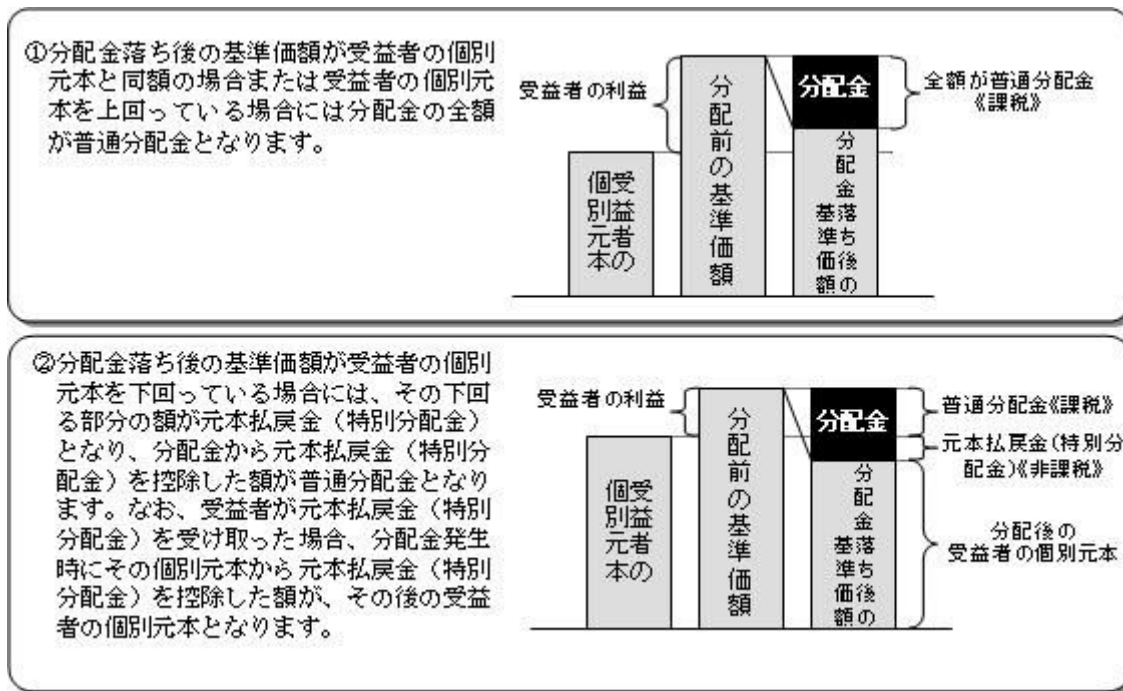 ①分配金落ち後の基準価額が受益者の個別
元本と同額の場合または受益者の個別元
本を上回っている場合には分配金の全額
が普通分配金となります。
受益者の利益
受益者の
個別元本
分配前の基準価額
分配金
分配金落ち後の
基準価額
全額が普通分配金
《課税》
②分配金落ち後の基準価額が受益者の個別
元本を下回っている場合には、その下回
る部分の額が元本払戻金（特別分配金）
となり、分配金から元本払戻金（特別分
配金）を控除した額が普通分配金となり
ます。なお、受益者が元本払戻金（特別
分配金）を受け取った場合、分配金発生
時にその個別元本から元本払戻金（特別
分配金）を控除した額が、その後の受益
者の個別元本となります。
受益者の利益
受益者の
個別元本
分配前の基準価額
分配金
分配金落ち後の
基準価額
普通分配金《課税》
元本払戻金(特別分
配金)《非課税》
分配後の
受益者の個別元本